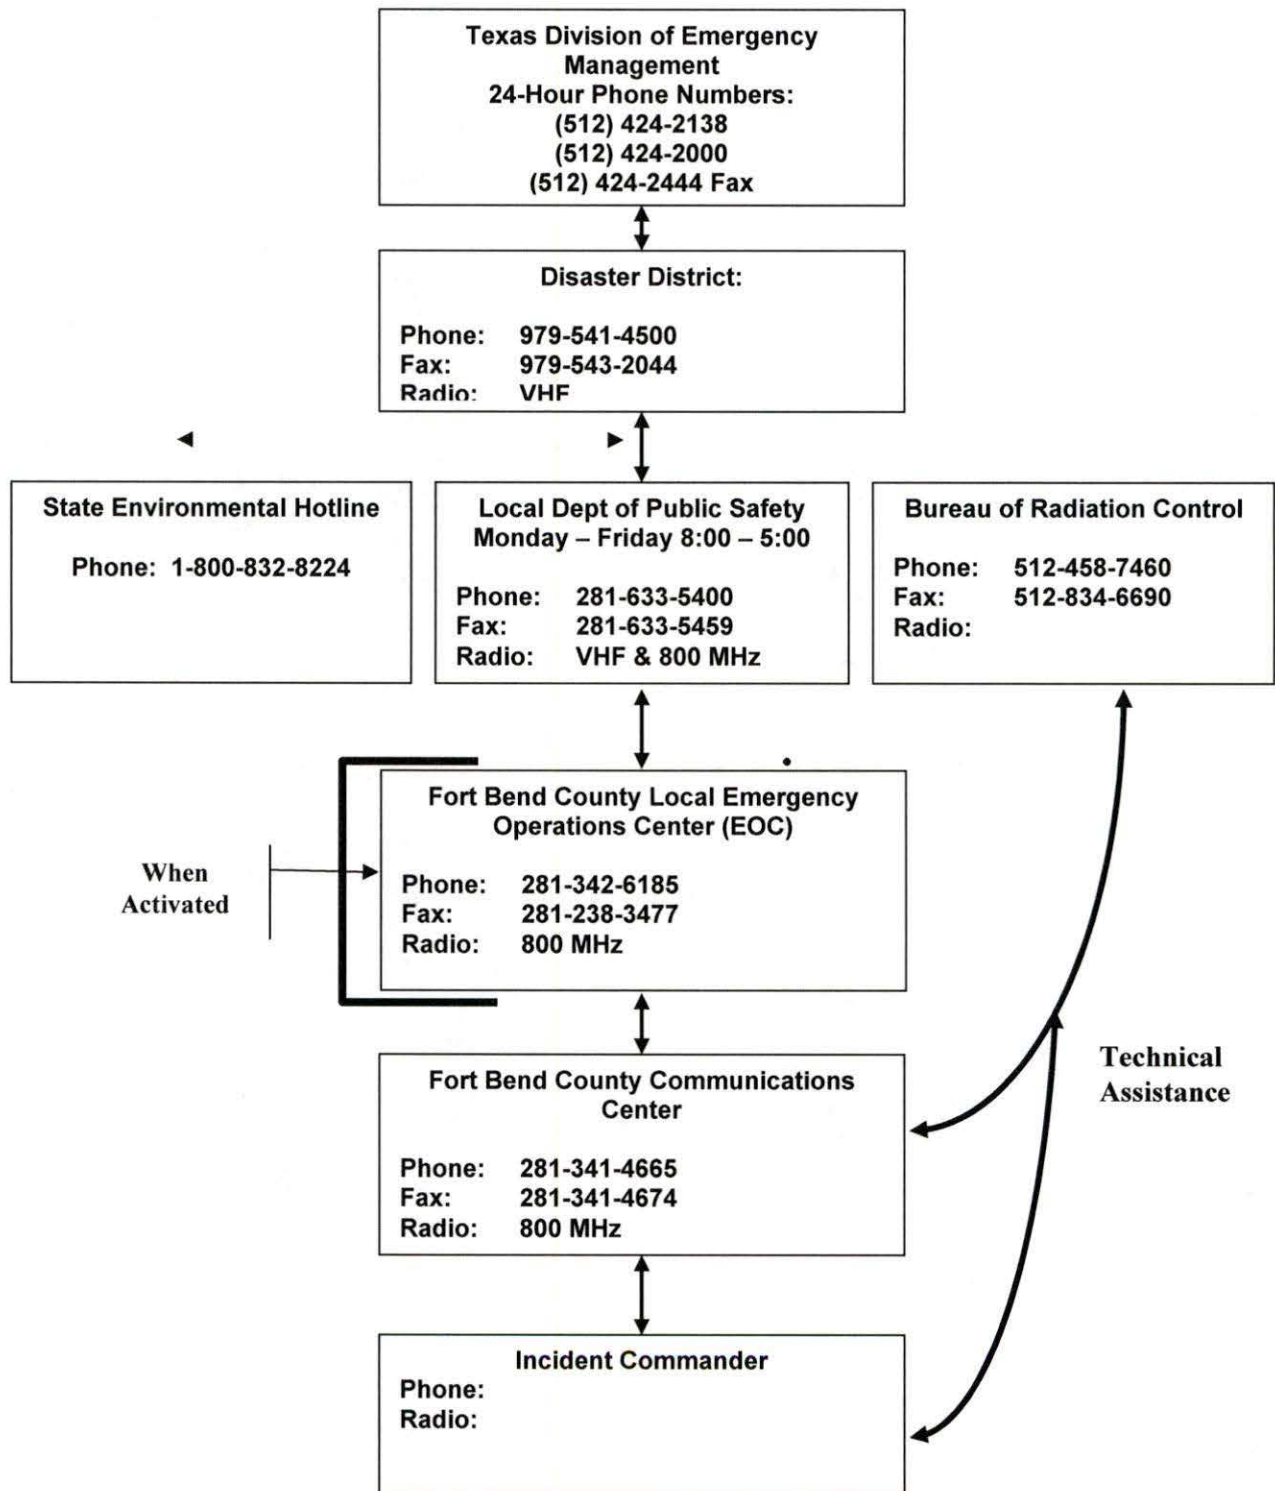 Texas Division of Emergency
Management
24-Hour Phone Numbers:
(512) 424-2138
(512) 424-2000
(512) 424-2444 Fax
Disaster District:
Phone: 979-541-4500
Fax: 979-543-2044
Radio: VHF
State Environmental Hotline
Phone: 1-800-832-8224
Local Dept of Public Safety
Monday – Friday 8:00 – 5:00
Phone: 281-633-5400
Fax: 281-633-5459
Radio: VHF & 800 MHz
Bureau of Radiation Control
Phone: 512-458-7460
Fax: 512-834-6690
Radio:
When
Activated
Fort Bend County Local Emergency
Operations Center (EOC)
Phone: 281-342-6185
Fax: 281-238-3477
Radio: 800 MHz
Fort Bend County Communications
Center
Phone: 281-341-4665
Fax: 281-341-4674
Radio: 800 MHz
Technical
Assistance
Incident Commander
Phone:
Radio: